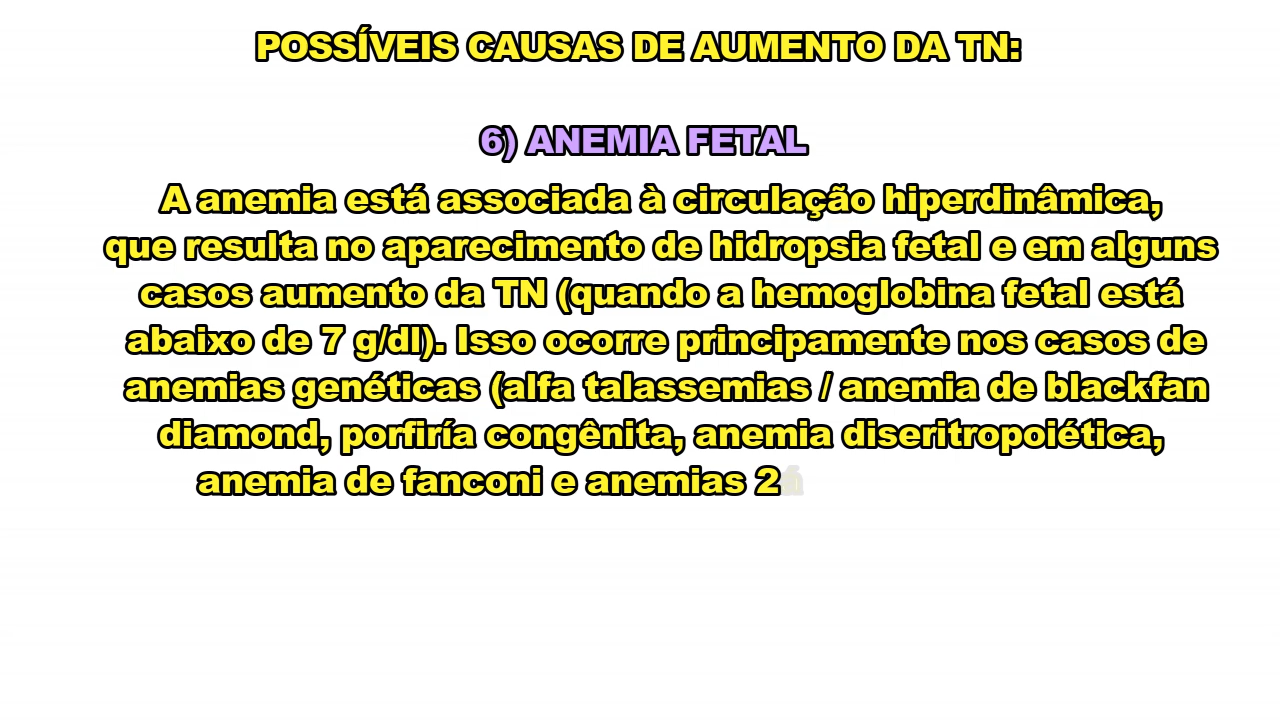 POSSÍVEIS CAUSAS DE AUMENTO DA TN:
6) ANEMIA FETAL
A anemia está associada à circulação hiperdinâmica,
que resulta no aparecimento de hidropsia fetal e em alguns
casos aumento da TN (quando a hemoglobina fetal está
abaixo de 7 g/dl). Isso ocorre principamente nos casos de
anemias genéticas (alfa talassemias / anemia de blackfan
diamond, porfiría congênita, anemia diseritropoiética,
anemia de fanconi e anemias 2